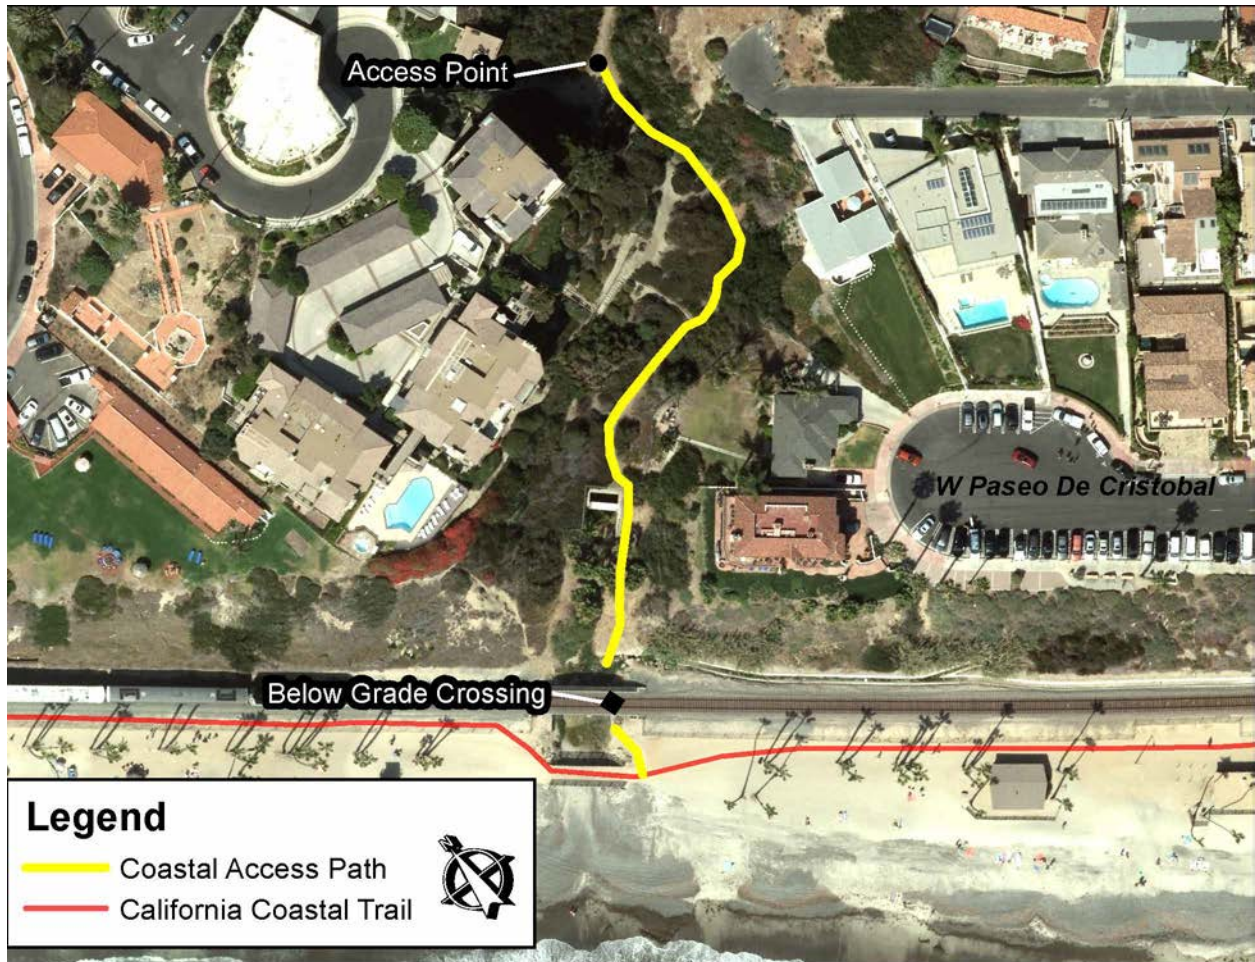 Access Point
W Paseo De Cristobal
Below Grade Crossing
Legend
Coastal Access Path
California Coastal Trail
N